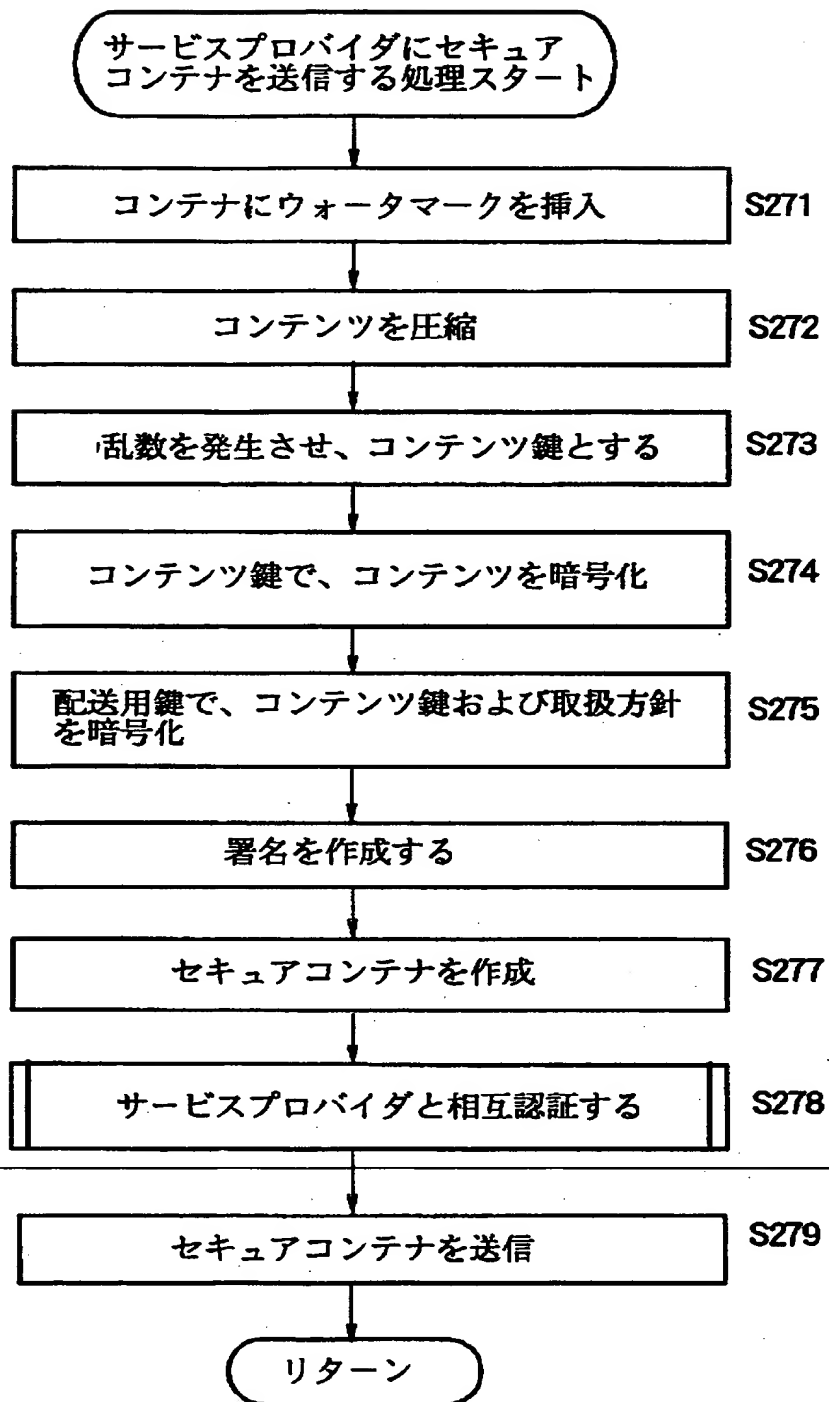 サービスプロバイダにセキュア
コンテナを送信する処理スタート
コンテナにウォータマークを挿入
S271
コンテンツを圧縮
S272
乱数を発生させ、コンテンツ鍵とする
S273
コンテンツ鍵で、コンテンツを暗号化
S274
配送用鍵で、コンテンツ鍵および取扱方針
を暗号化
S275
署名を作成する
S276
セキュアコンテナを作成
S277
サービスプロバイダと相互認証する
S278
セキュアコンテナを送信
S279
リターン